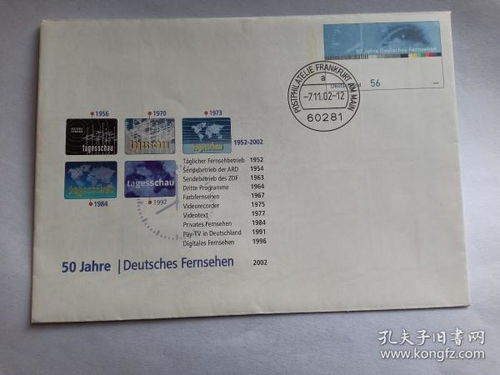 50 Jahre Deutsches Fernsehen
Deutschland 56
POSTPHILATELIE FRANKFURT AM MAIN
a
-7.11.02-12
60281
1956 1970 1973
tagesschau
1952-2002
tagesschau
1984 1997
Täglicher Fernsehbetrieb 1952
Sendebetrieb der ARD 1954
Sendebetrieb des ZDF 1963
Dritte Programme 1964
Farbfernsehen 1967
Videorecorder 1975
Videotext 1977
Privates Fernsehen 1984
Pay-TV in Deutschland 1991
Digitales Fernsehen 1996
50 Jahre | Deutsches Fernsehen 2002
孔夫子旧书网
www.kongfz.com